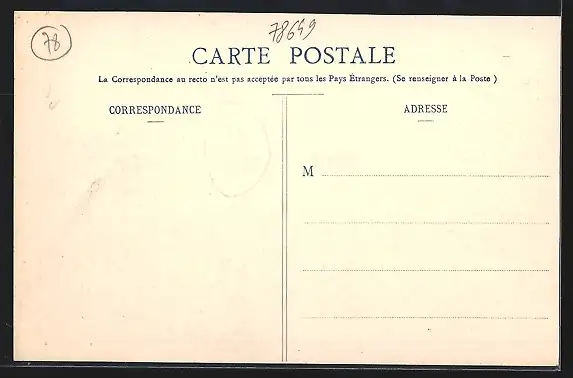 78
78649
CARTE POSTALE
La Correspondance au recto n'est pas acceptée par tous les Pays Étrangers. (Se renseigner à la Poste )
CORRESPONDANCE
ADRESSE
M